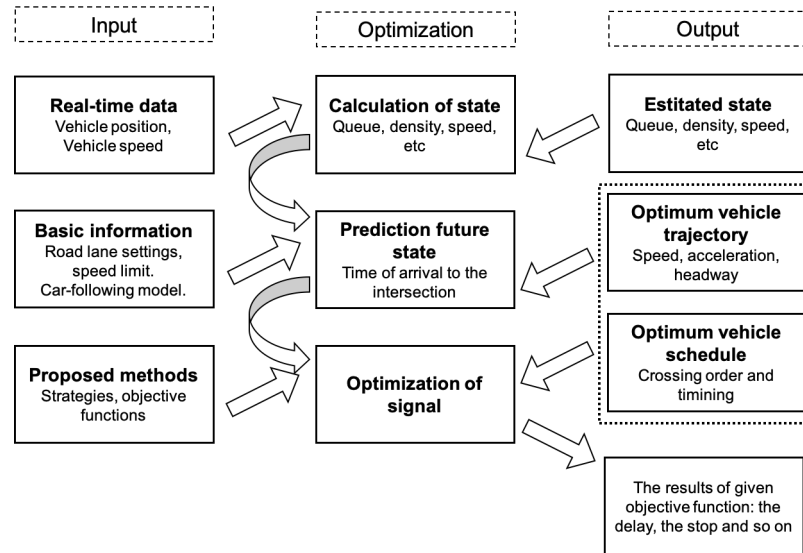 Input
Optimization
Output
Real-time data
Vehicle position,
Vehicle speed
Calculation of state
Queue, density, speed,
etc
Estitated state
Queue, density, speed,
etc
Basic information
Road lane settings,
speed limit.
Car-following model.
Prediction future
state
Time of arrival to the
intersection
Optimum vehicle
trajectory
Speed, acceleration,
headway
Proposed methods
Strategies, objective
functions
Optimization of
signal
Optimum vehicle
schedule
Crossing order and
timining
The results of given
objective function: the
delay, the stop and so on